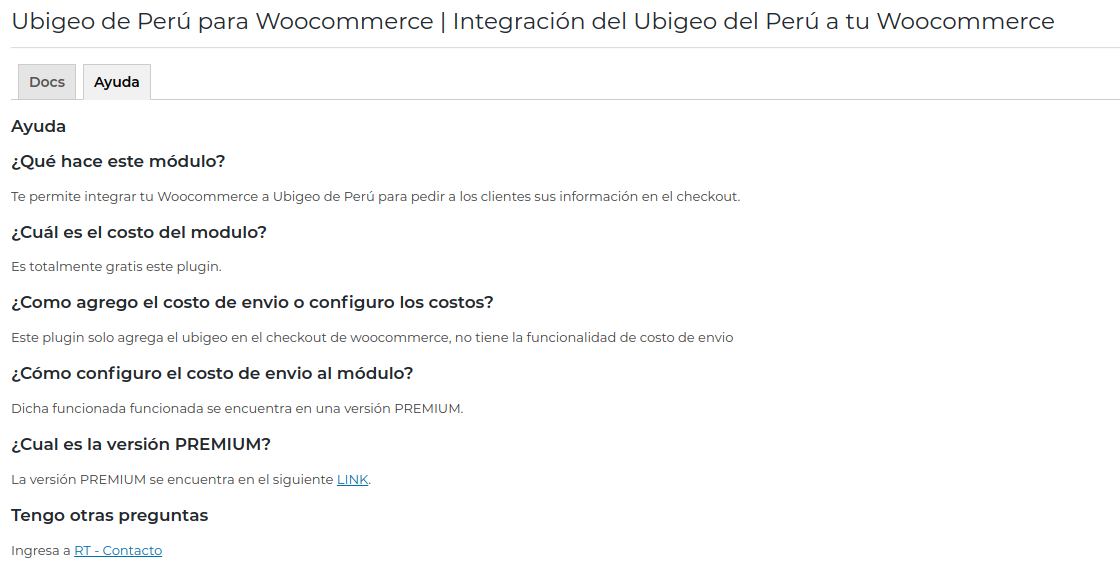 Ubigeo de Perú para Woocommerce | Integración del Ubigeo del Perú a tu Woocommerce
Docs
Ayuda
Ayuda
¿Qué hace este módulo?
Te permite integrar tu Woocommerce a Ubigeo de Perú para pedir a los clientes sus información en el checkout.
¿Cuál es el costo del modulo?
Es totalmente gratis este plugin.
¿Como agrego el costo de envio o configuro los costos?
Este plugin solo agrega el ubigeo en el checkout de woocommerce, no tiene la funcionalidad de costo de envio
¿Cómo configuro el costo de envio al módulo?
Dicha funcionada funcionada se encuentra en una versión PREMIUM.
¿Cual es la versión PREMIUM?
La versión PREMIUM se encuentra en el siguiente LINK.
Tengo otras preguntas
Ingresa a RT - Contacto